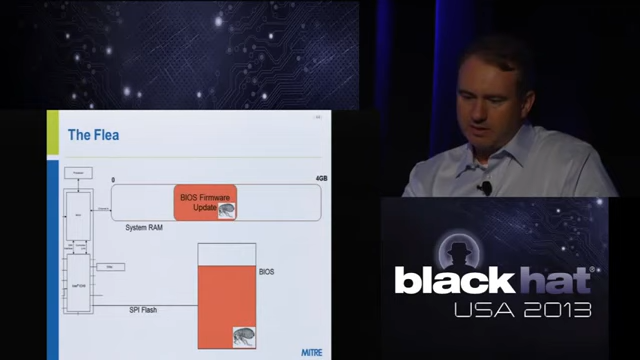 The Flea
0
4GB
BIOS Firmware
Update
System RAM
BIOS
SPI Flash
MITRE
black hat
USA 2013